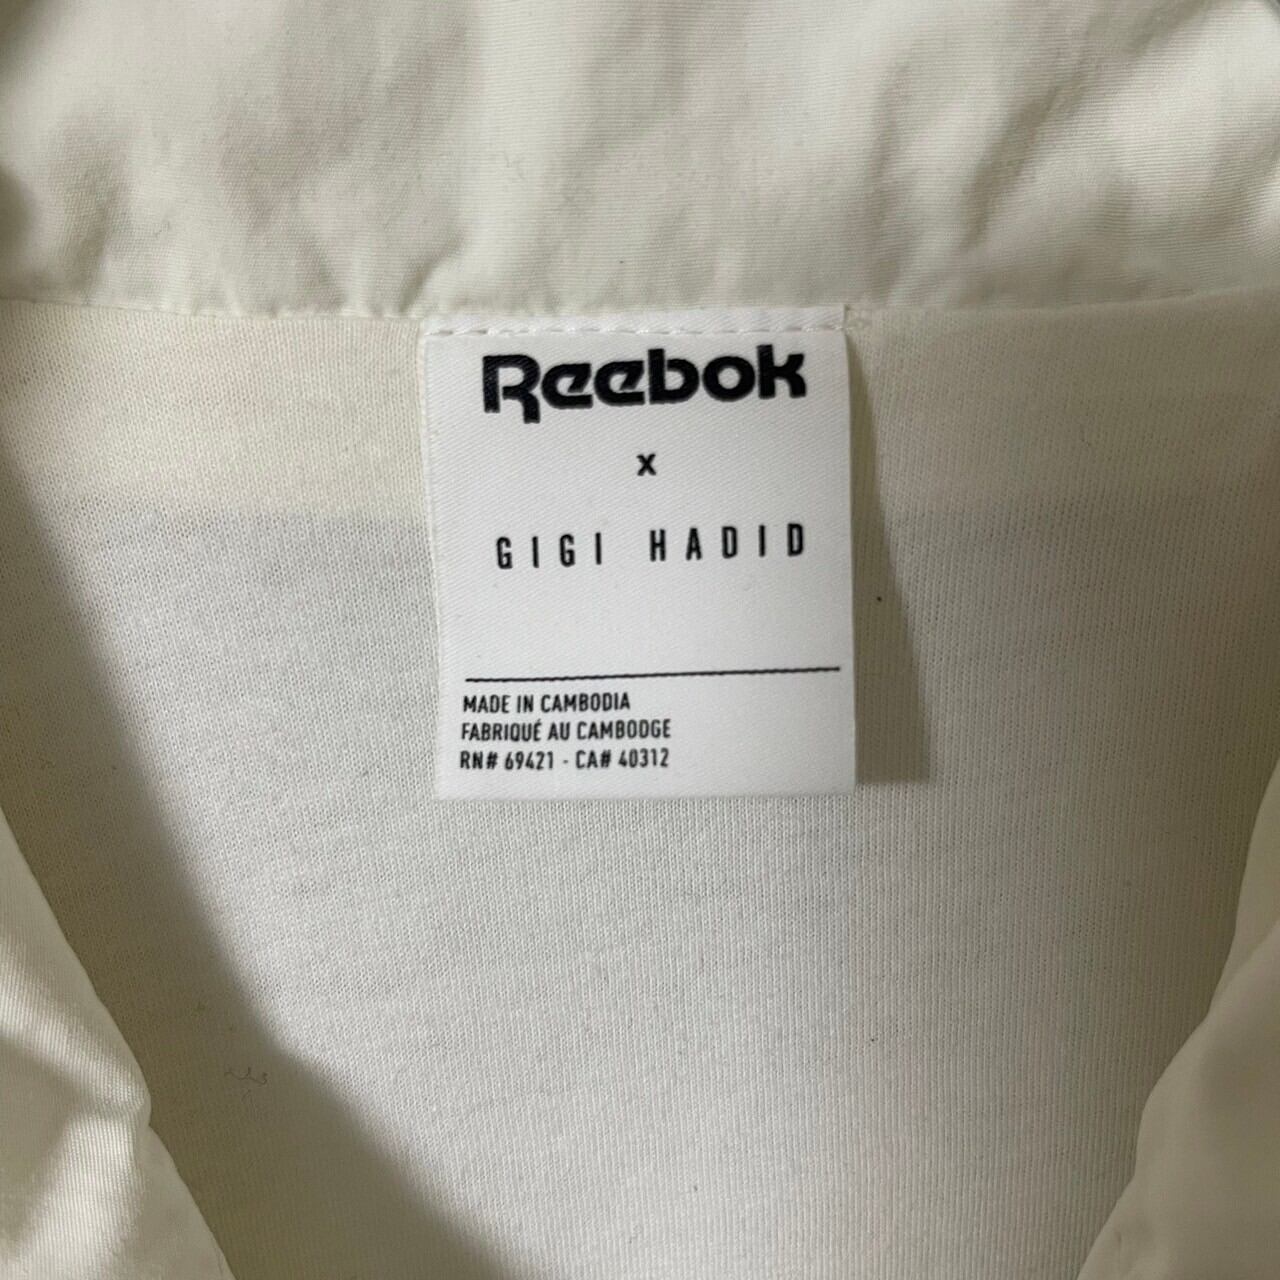 Reebok
x
GIGI HADID
MADE IN CAMBODIA
FABRIQUÉ AU CAMBODGE
RN# 69421 - CA# 40312